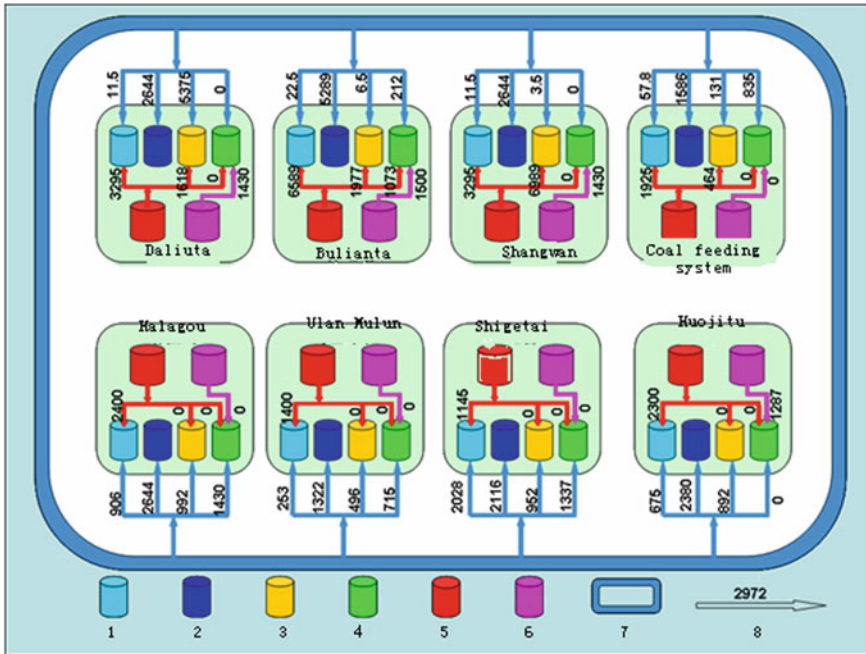 11.5 2644 5375 0
22.5 5289 6.5 212
11.5 2644 3.5 0
57.8 1586 131 835
3295 1618 0 1430
6589 1977 1073 1500
3295 6989 0 1430
1925 464 0 0
Daliuta
Bulianta
Shangwan
Coal feeding
system
Halagou
Ulan Mulun
Shigetai
Huojitu
2400 0 0 0
1400 0 0 0
1145 0 0 0
2300 0 0 1287
906 2644 992 1430
253 1322 496 715
2028 2116 952 1337
675 2380 892 0
2972
1 2 3 4 5 6 7 8